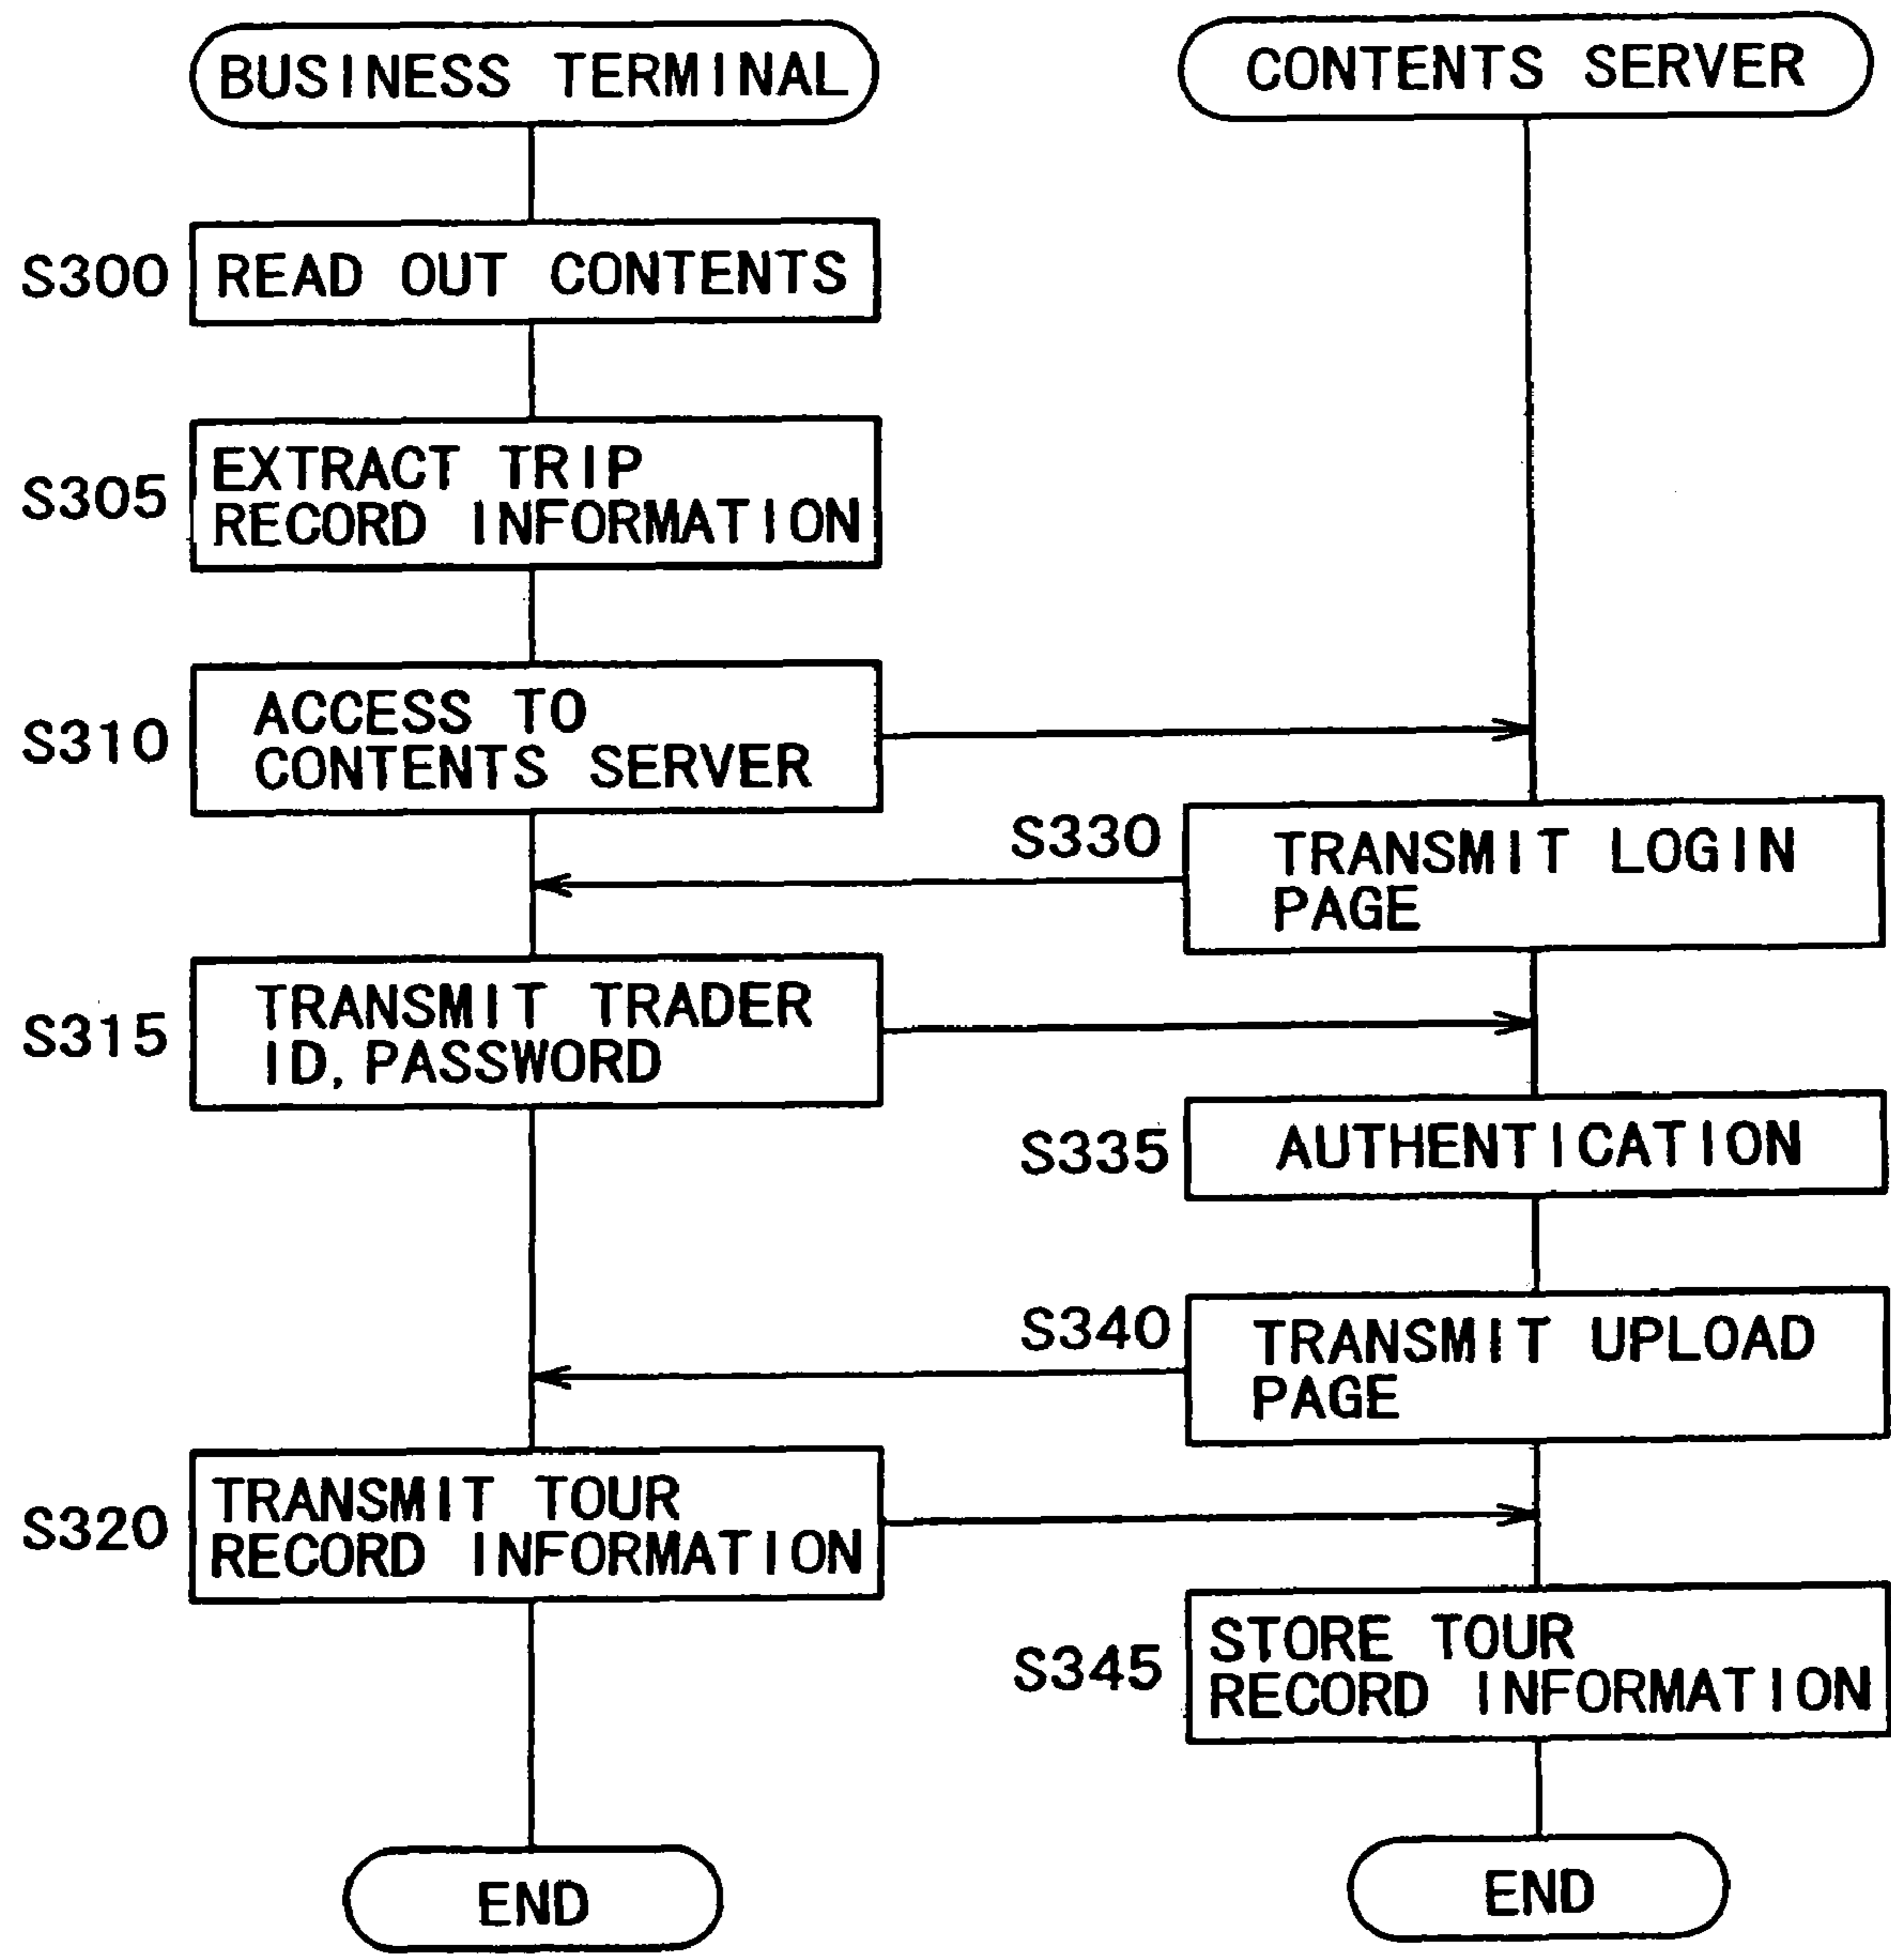 BUSINESS TERMINAL
CONTENTS SERVER
S300
READ OUT CONTENTS
S305
EXTRACT TRIP
RECORD INFORMATION
S310
ACCESS TO
CONTENTS SERVER
S330
TRANSMIT LOGIN
PAGE
S315
TRANSMIT TRADER
ID, PASSWORD
S335
AUTHENTICATION
S340
TRANSMIT UPLOAD
PAGE
S320
TRANSMIT TOUR
RECORD INFORMATION
S345
STORE TOUR
RECORD INFORMATION
END
END